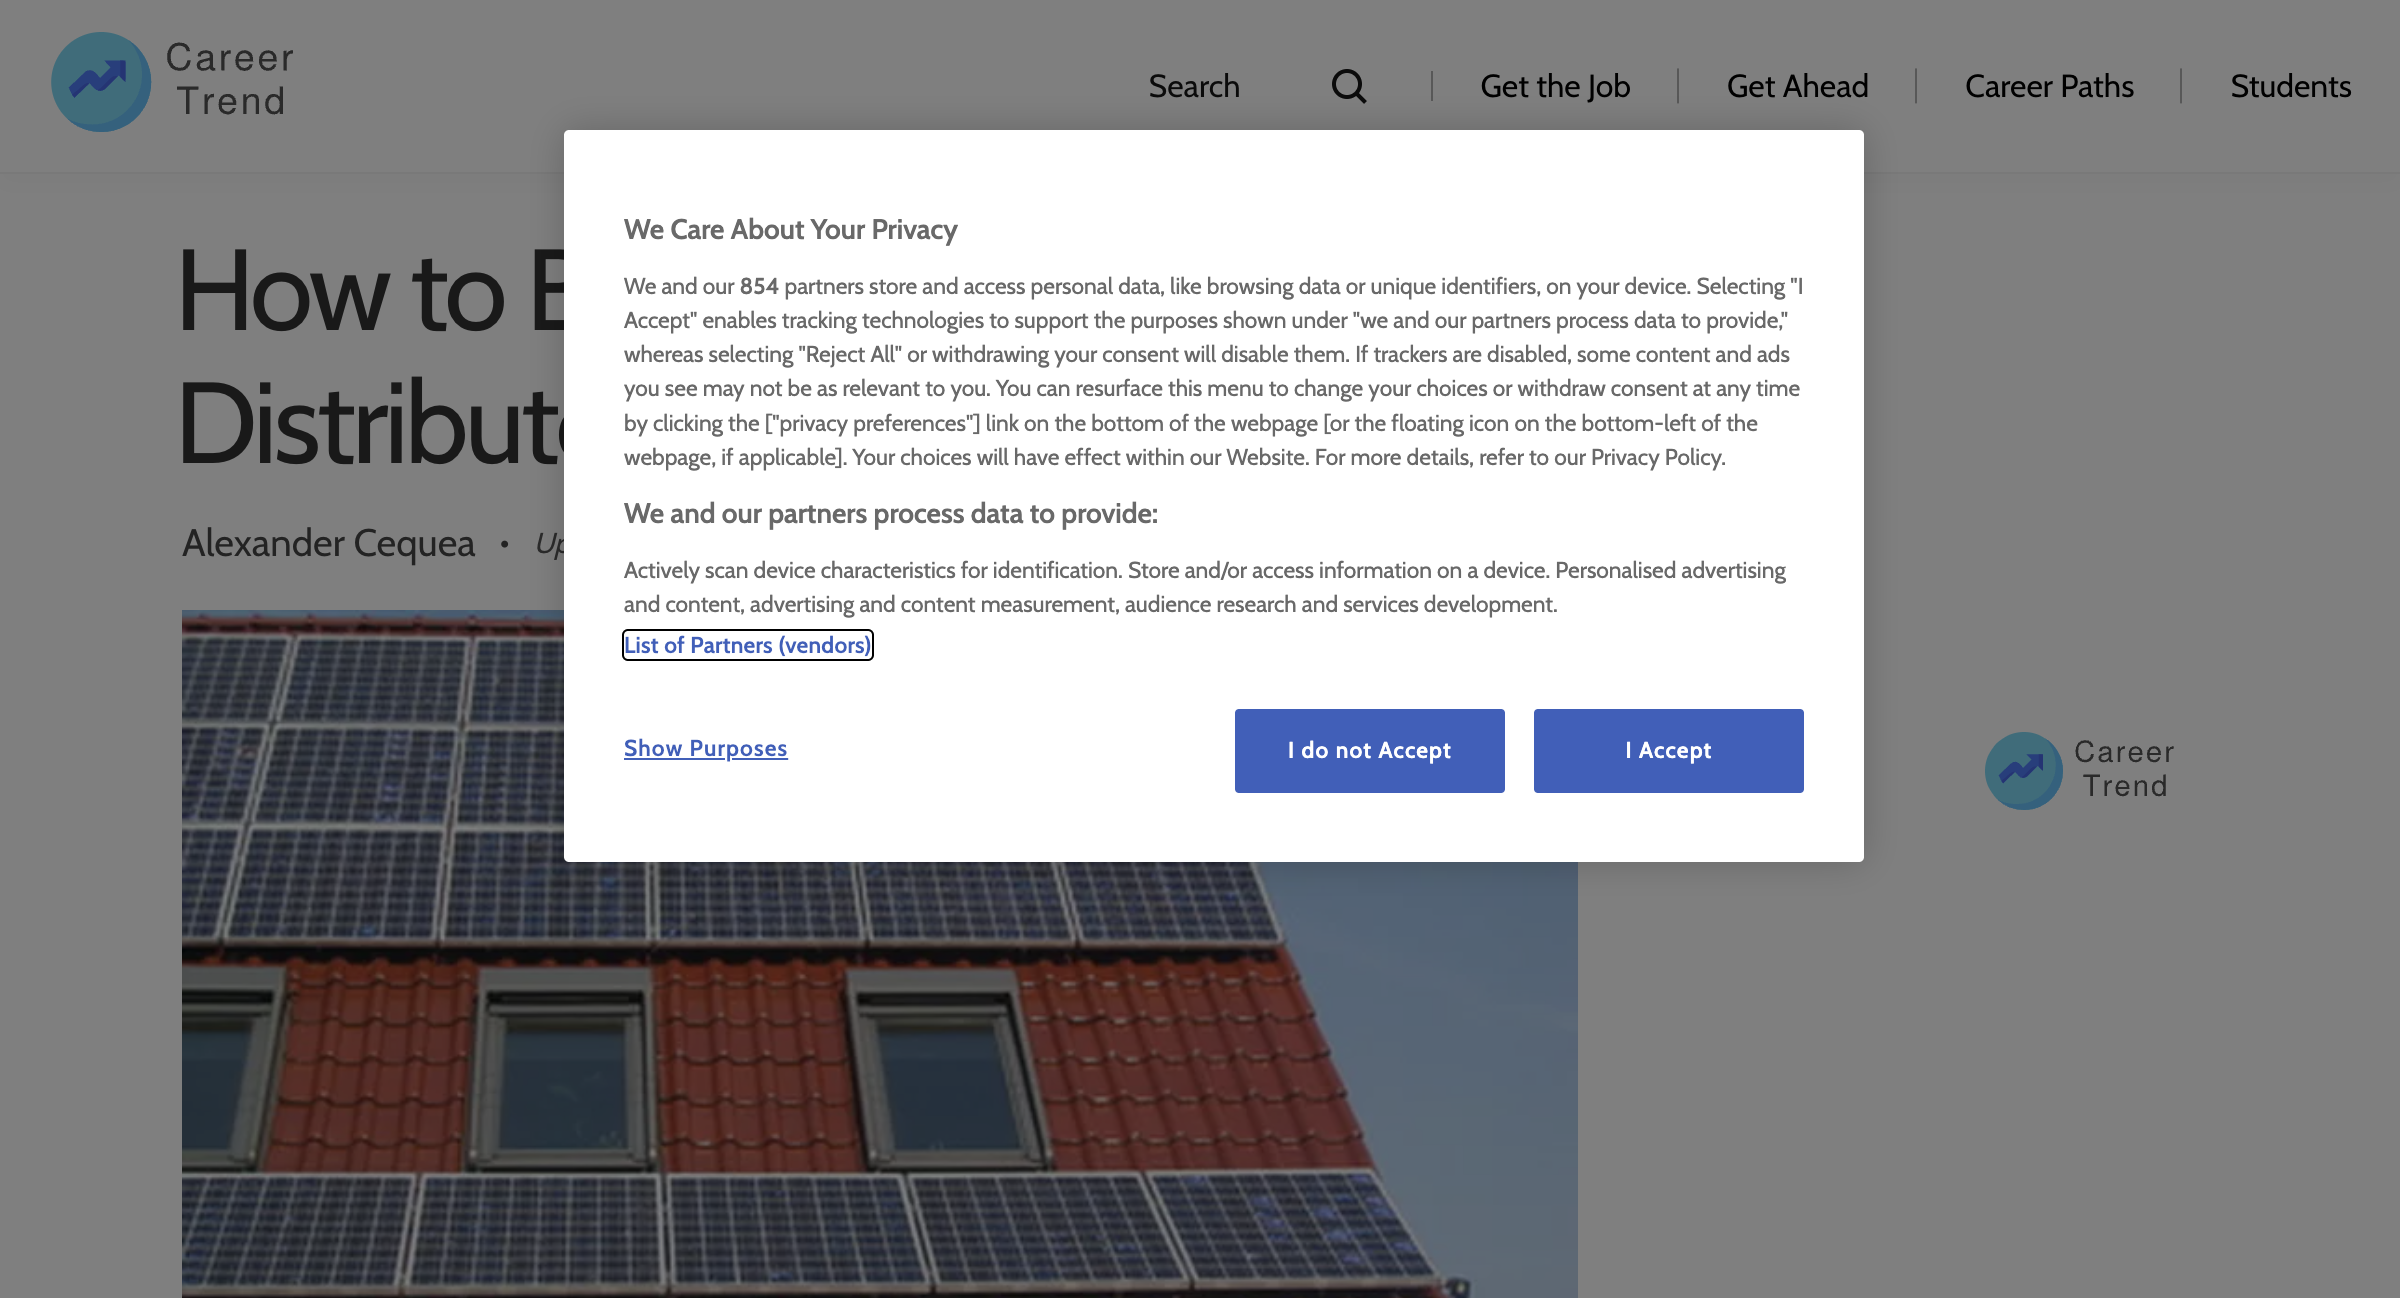 Career
Trend
Search
Get the Job
Get Ahead
Career Paths
Students
How to
Distribut
Alexander Cequea •
We Care About Your Privacy
We and our 854 partners store and access personal data, like browsing data or unique identifiers, on your device. Selecting "I
Accept" enables tracking technologies to support the purposes shown under "we and our partners process data to provide,"
whereas selecting "Reject All" or withdrawing your consent will disable them. If trackers are disabled, some content and ads
you see may not be as relevant to you. You can resurface this menu to change your choices or withdraw consent at any time
by clicking the ["privacy preferences"] link on the bottom of the webpage [or the floating icon on the bottom-left of the
webpage, if applicable]. Your choices will have effect within our Website. For more details, refer to our Privacy Policy.
We and our partners process data to provide:
Actively scan device characteristics for identification. Store and/or access information on a device. Personalised advertising
and content, advertising and content measurement, audience research and services development.
List of Partners (vendors)
Show Purposes
I do not Accept
I Accept
Career
Trend